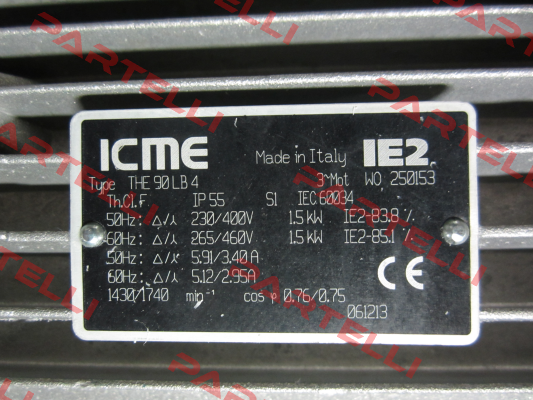 ICME Made in Italy IE2
Type THE 90 LB 4 3~Mot WO 250153
Th.Cl.F. IP 55 S1 IEC 60034
50Hz: Δ/Y 230/400V 1.5 kW IE2-83.8 %
60Hz: Δ/Y 265/460V 1.5 kW IE2-85.1 %
50Hz: Δ/Y 5.91/3.40 A
60Hz: Δ/Y 5.12/2.95A
1430/1740 min⁻¹ cos φ 0.76/0.75
CE
061213
PARTELLI
PARTELLI
PARTELLI
PARTELLI
PARTELLI